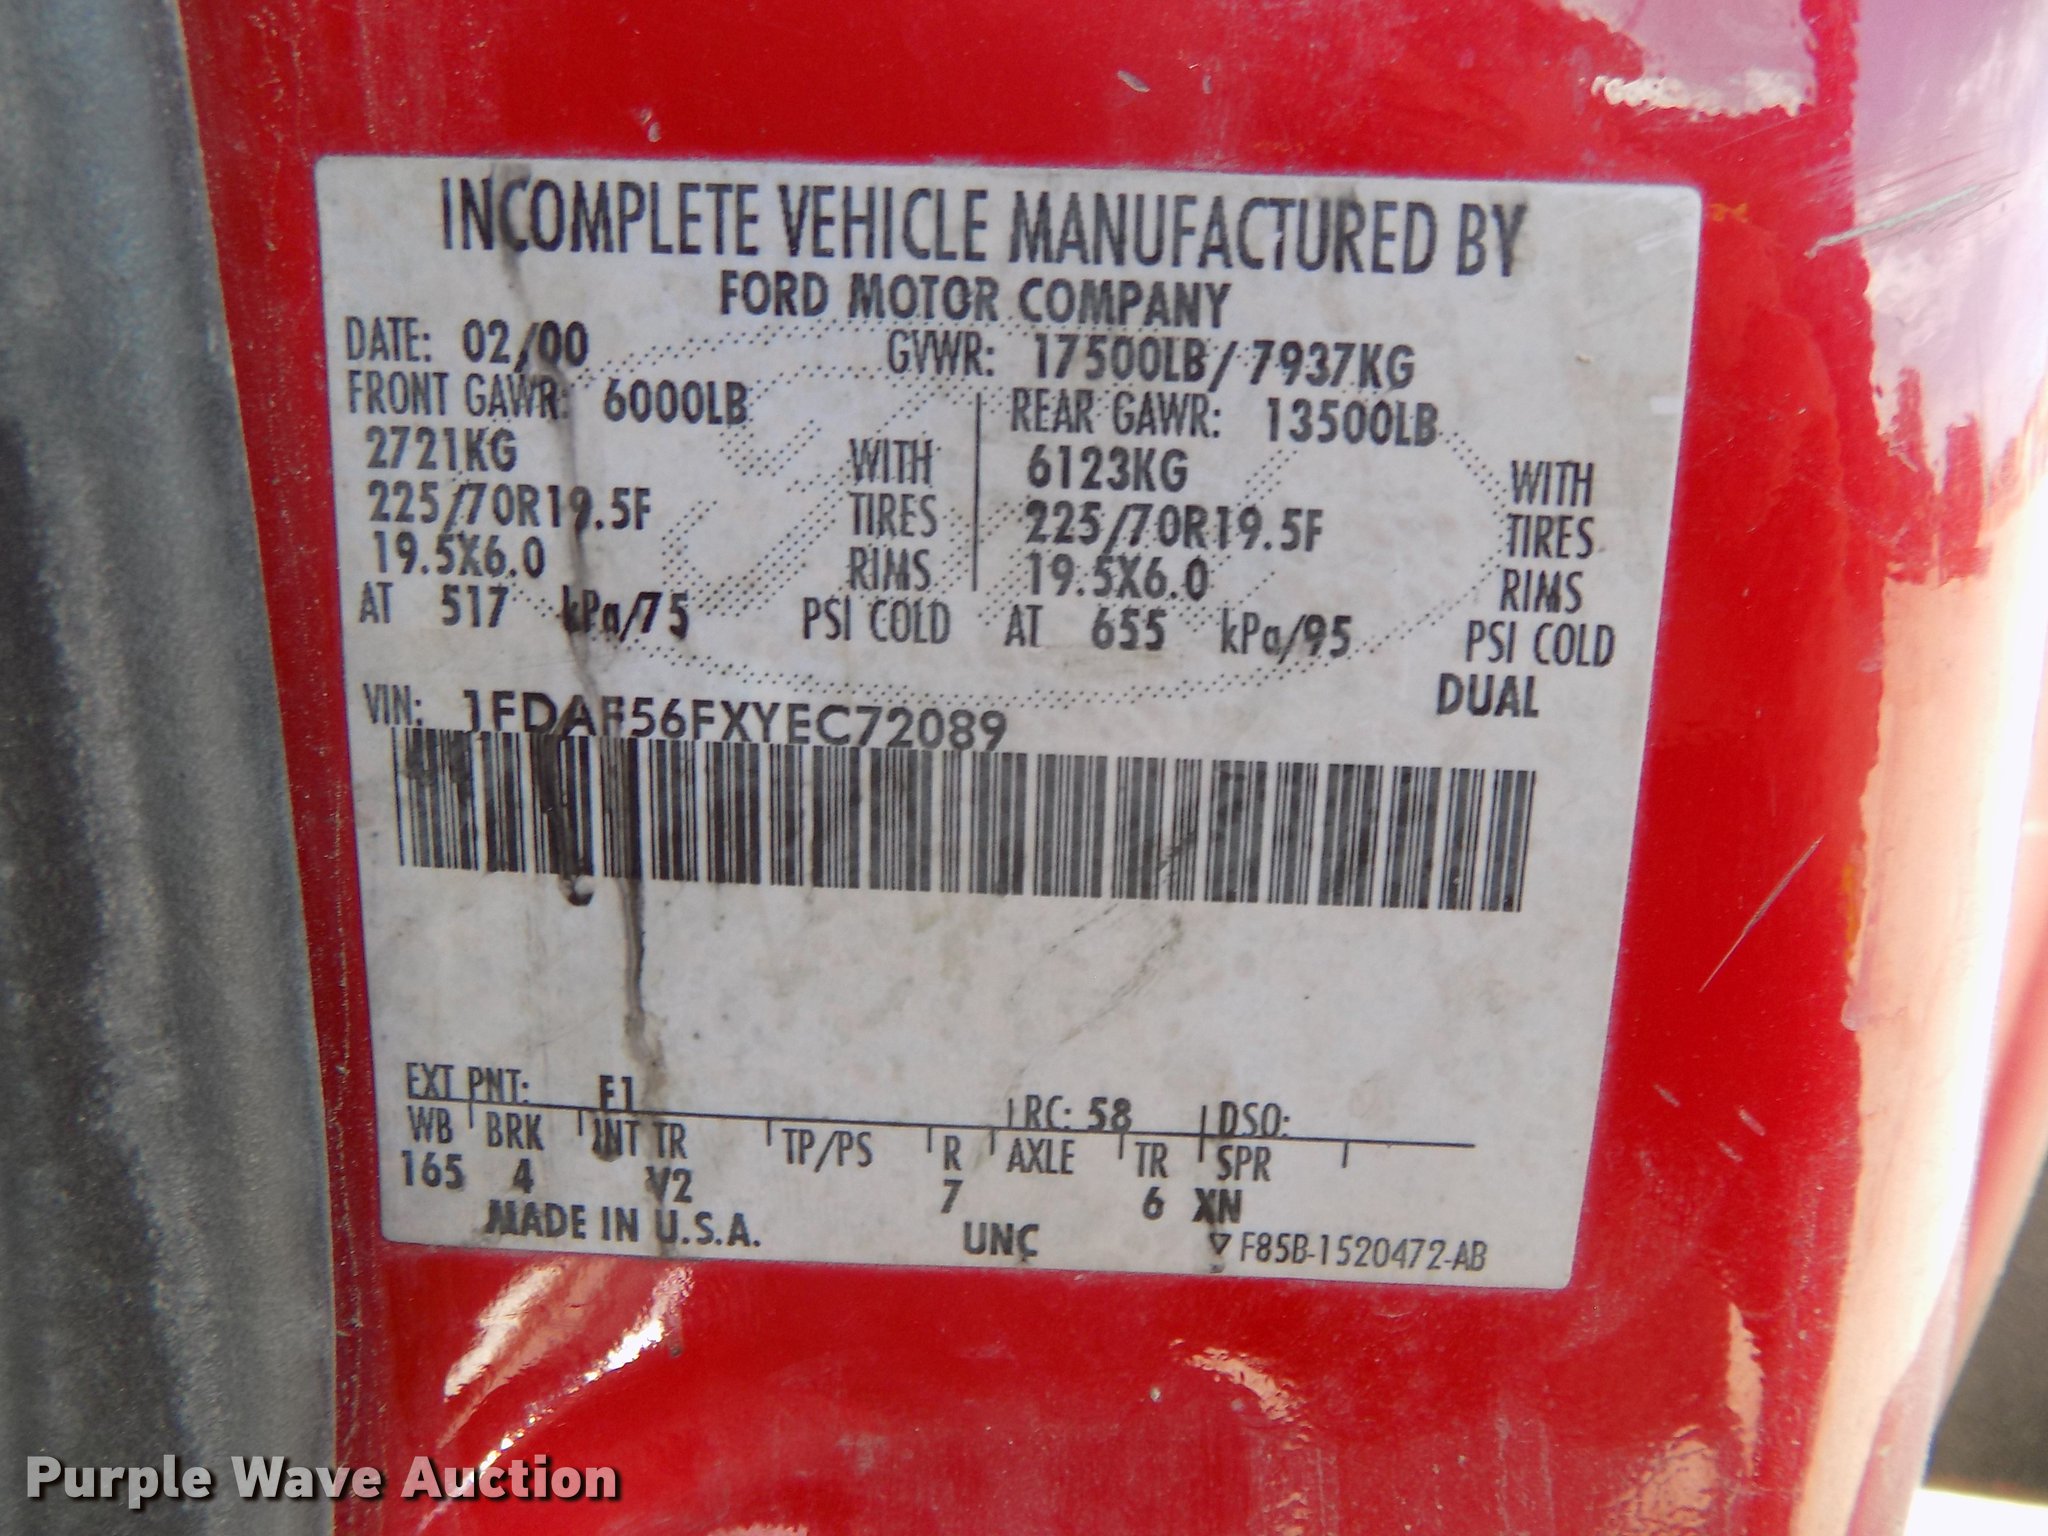 INCOMPLETE VEHICLE MANUFACTURED BY
FORD MOTOR COMPANY
DATE: 02/00 GVWR: 17500LB/7937KG
FRONT GAWR: 6000LB REAR GAWR: 13500LB
2721KG WITH 6123KG WITH
225/70R19.5F TIRES 225/70R19.5F TIRES
19.5X6.0 RIMS 19.5X6.0 RIMS
AT 517 kPa/75 PSI COLD AT 655 kPa/95 PSI COLD
DUAL
VIN: 1FDAF56FXYEC72089
EXT PNT: F1 RC: 58 DSO:
WB BRK INT TR TP/PS R AXLE TR SPR
165 4 V2 7 6 XN
MADE IN U.S.A. UNC F85B-1520472-AB
Purple Wave Auction